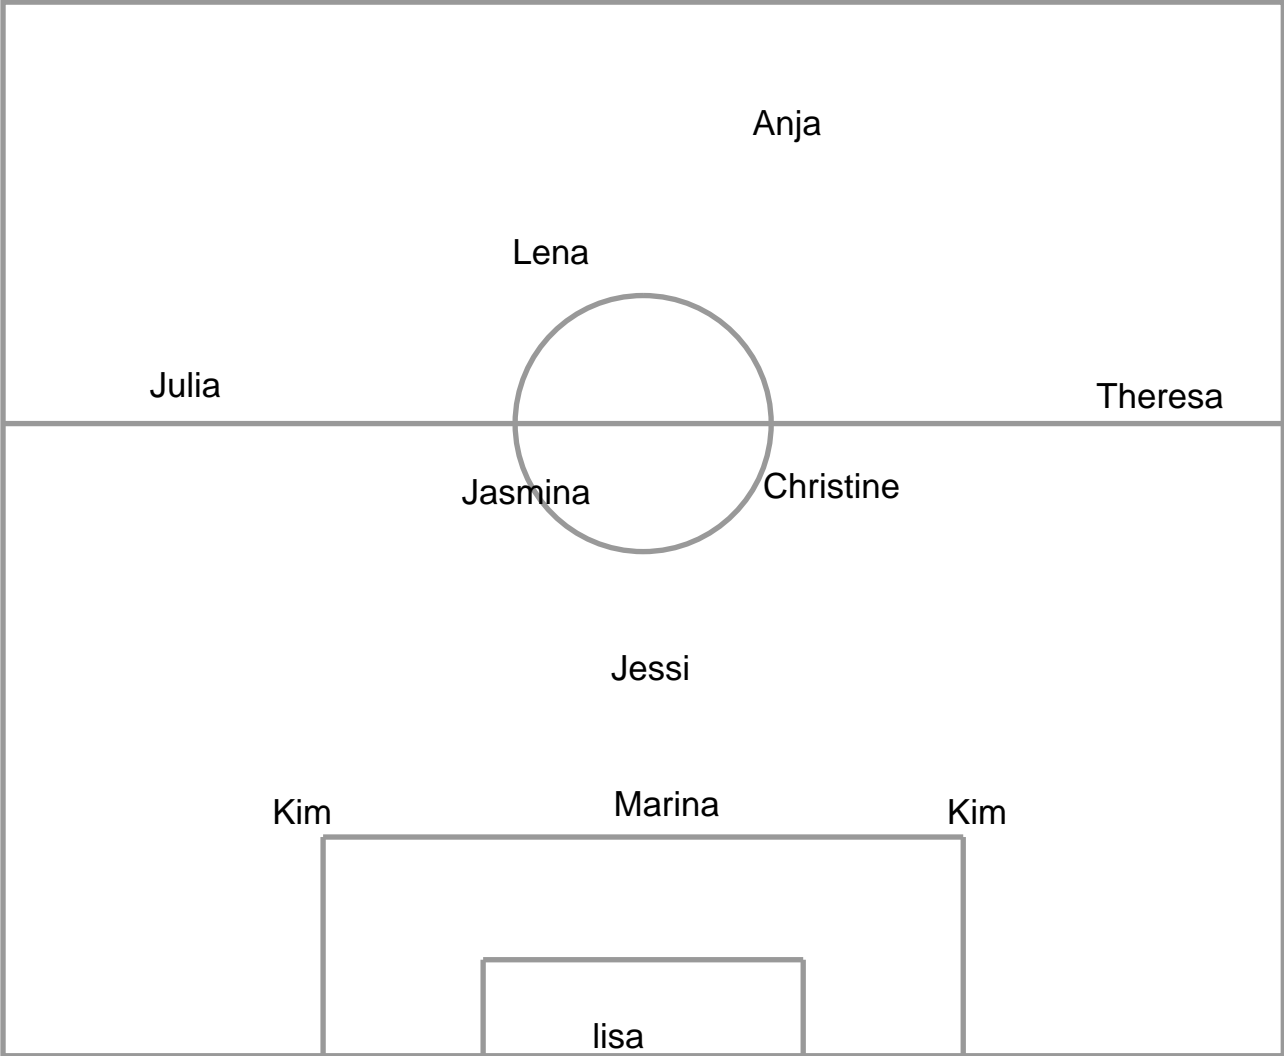 Anja
Lena
Julia
Theresa
Jasmina
Christine
Jessi
Kim
Marina
Kim
lisa